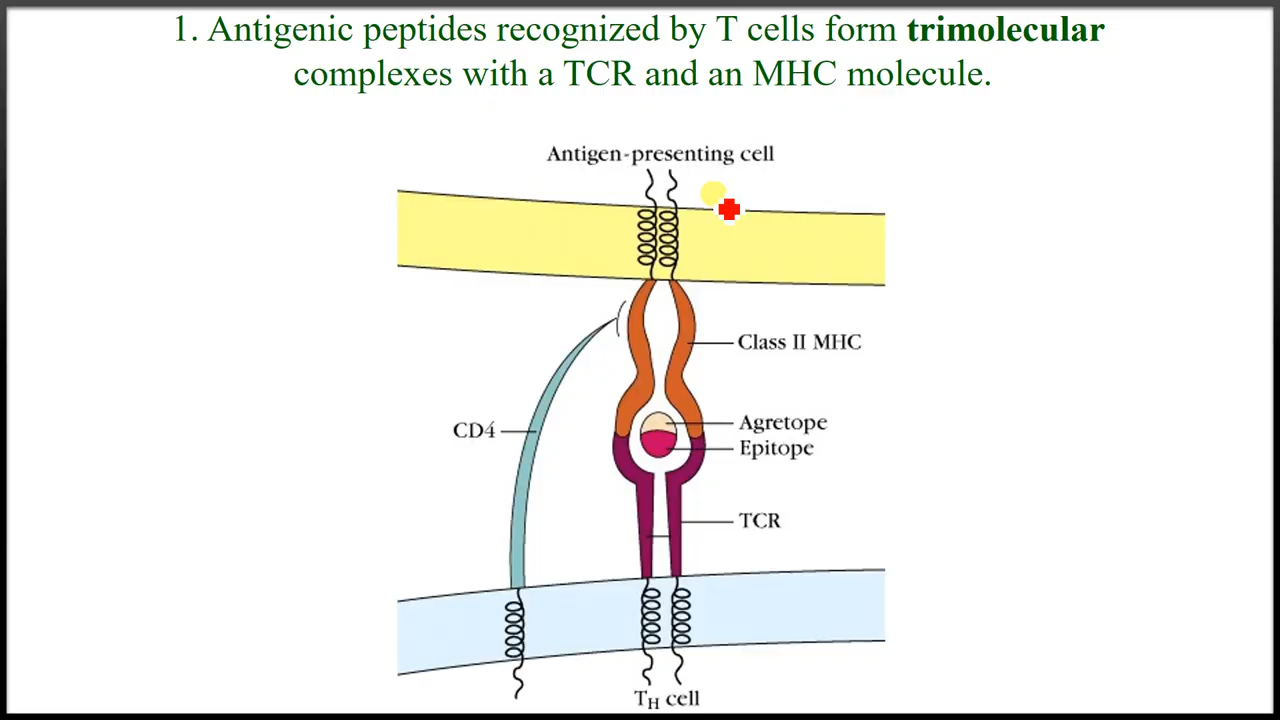 1. Antigenic peptides recognized by T cells form trimolecular
complexes with a TCR and an MHC molecule.
Antigen-presenting cell
Class II MHC
CD4
Agretope
Epitope
TCR
TH cell